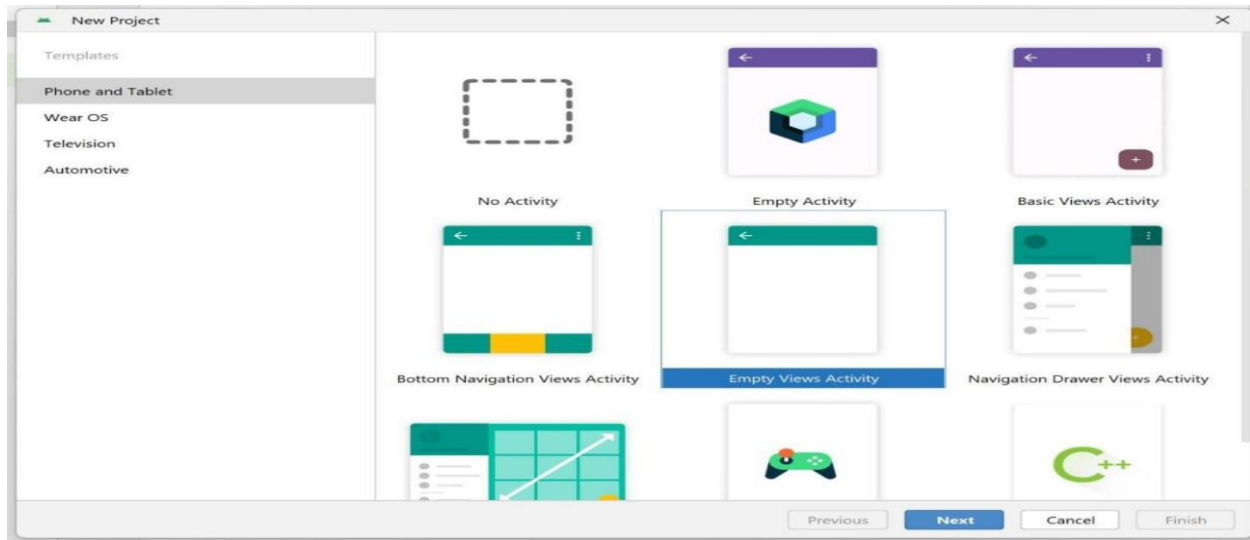 New Project
Templates
Phone and Tablet
Wear OS
Television
Automotive
No Activity
Empty Activity
Basic Views Activity
Bottom Navigation Views Activity
Empty Views Activity
Navigation Drawer Views Activity
C++
Previous
Next
Cancel
Finish